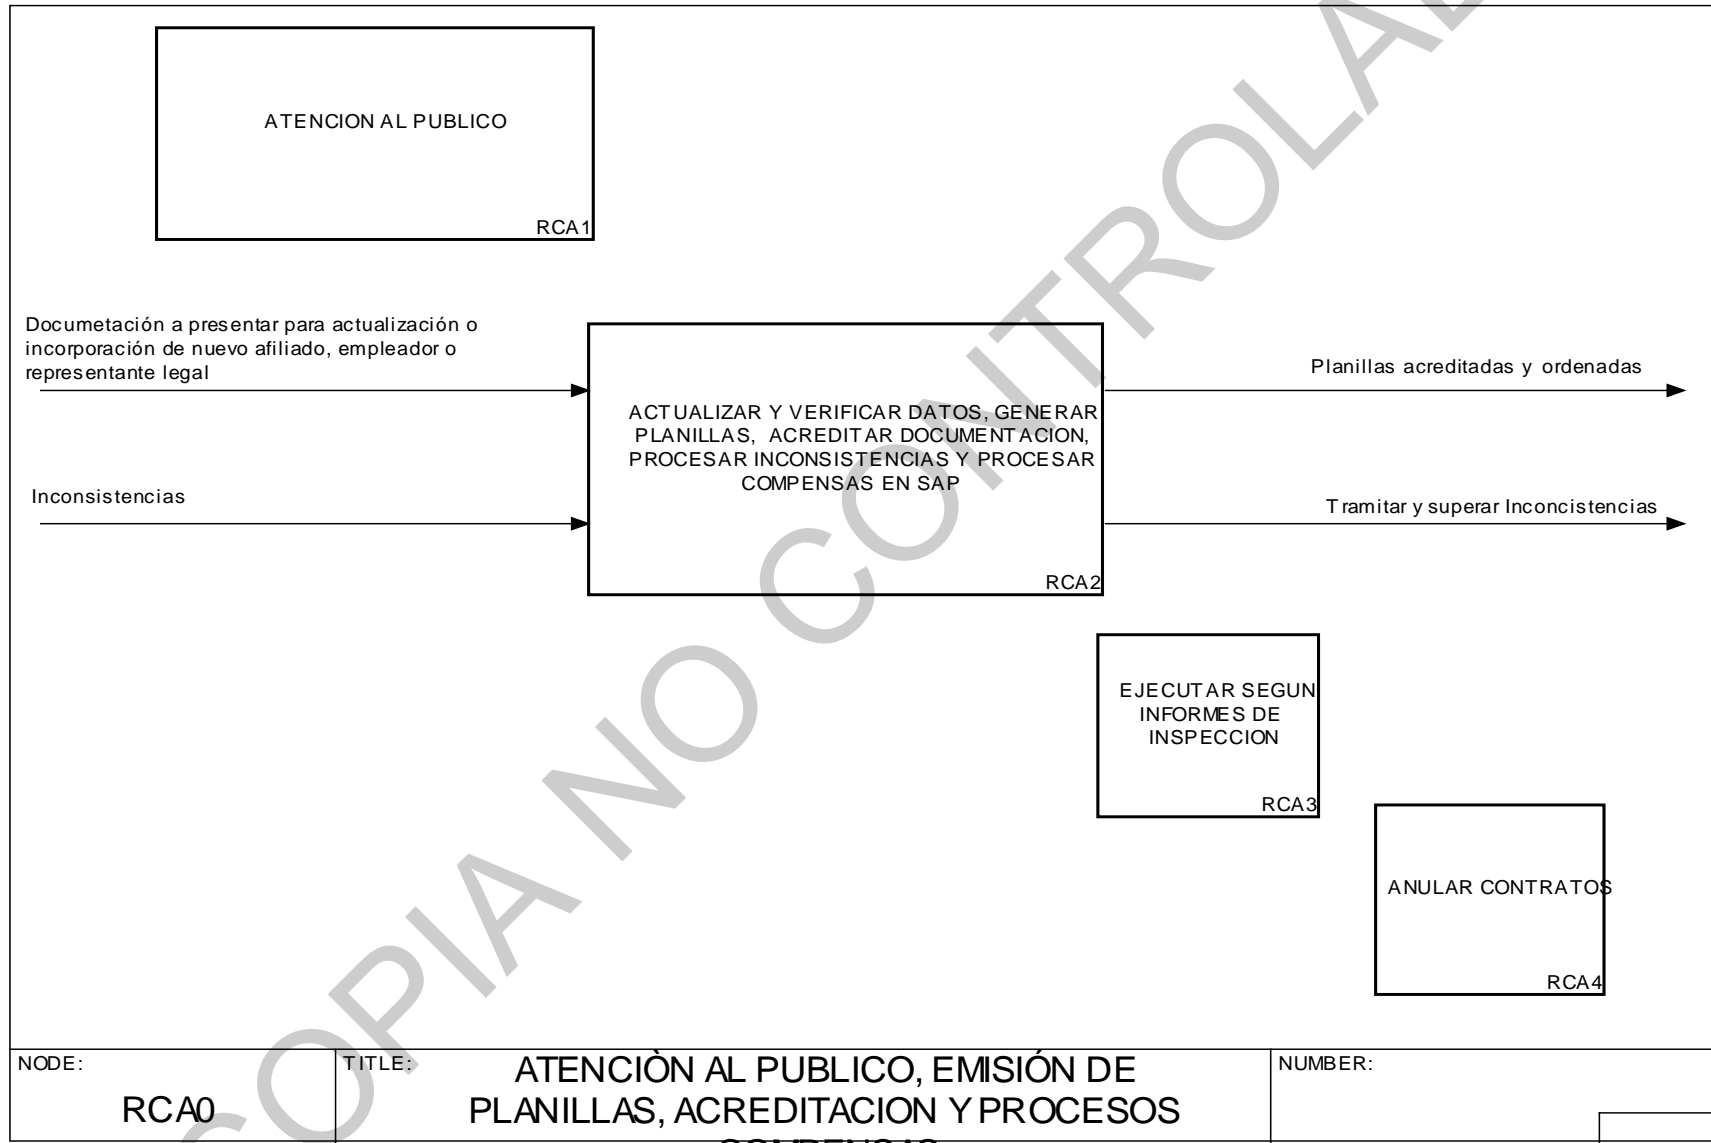 ATENCION AL PUBLICO
RCA1
Documetación a presentar para actualización o
incorporación de nuevo afiliado, empleador o
representante legal
Planillas acreditadas y ordenadas
ACTUALIZAR Y VERIFICAR DATOS, GENERAR
PLANILLAS, ACREDITAR DOCUMENTACION,
PROCESAR INCONSISTENCIAS Y PROCESAR
COMPENSAS EN SAP
Inconsistencias
Tramitar y superar Inconcistencias
RCA2
EJECUTAR SEGUN
INFORMES DE
INSPECCION
RCA3
ANULAR CONTRATOS
RCA4
NODE:
RCA0
TITLE:
ATENCIÒN AL PUBLICO, EMISIÓN DE
PLANILLAS, ACREDITACION Y PROCESOS
NUMBER:
COPIA NO CONTROLAD